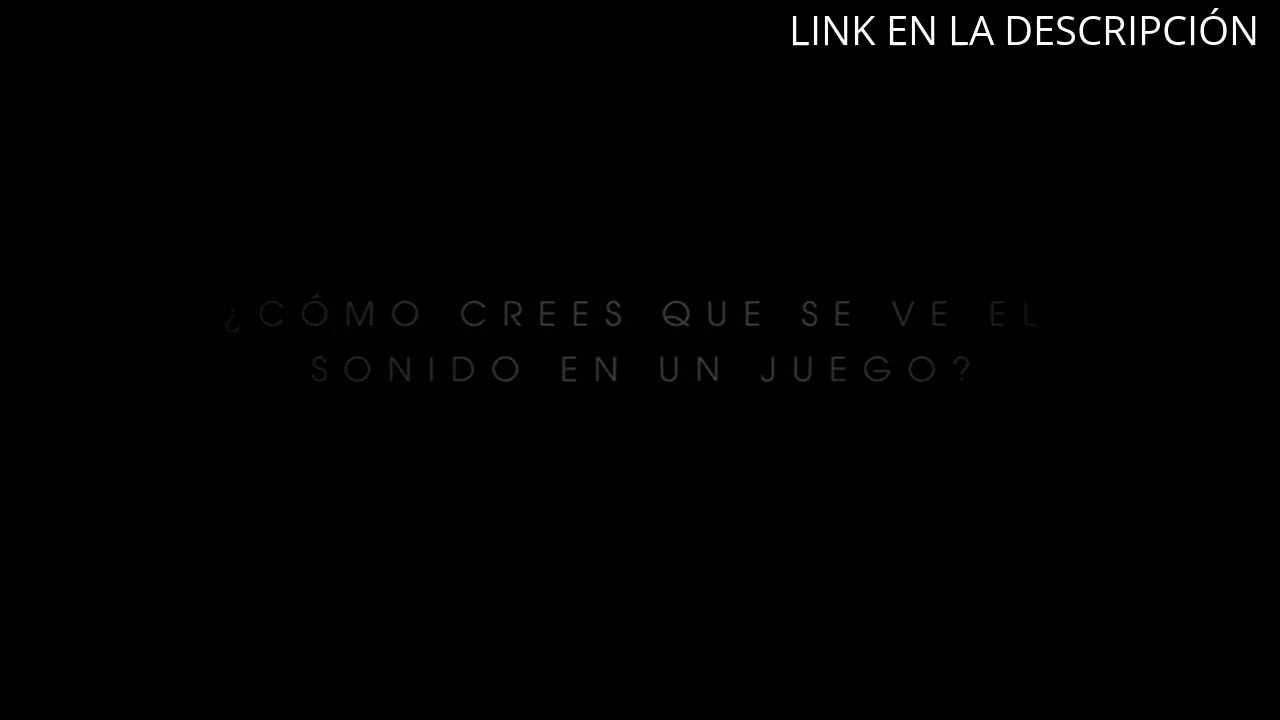 LINK EN LA DESCRIPCIÓN
¿CÓMO CREES QUE SE VE EL
SONIDO EN UN JUEGO?